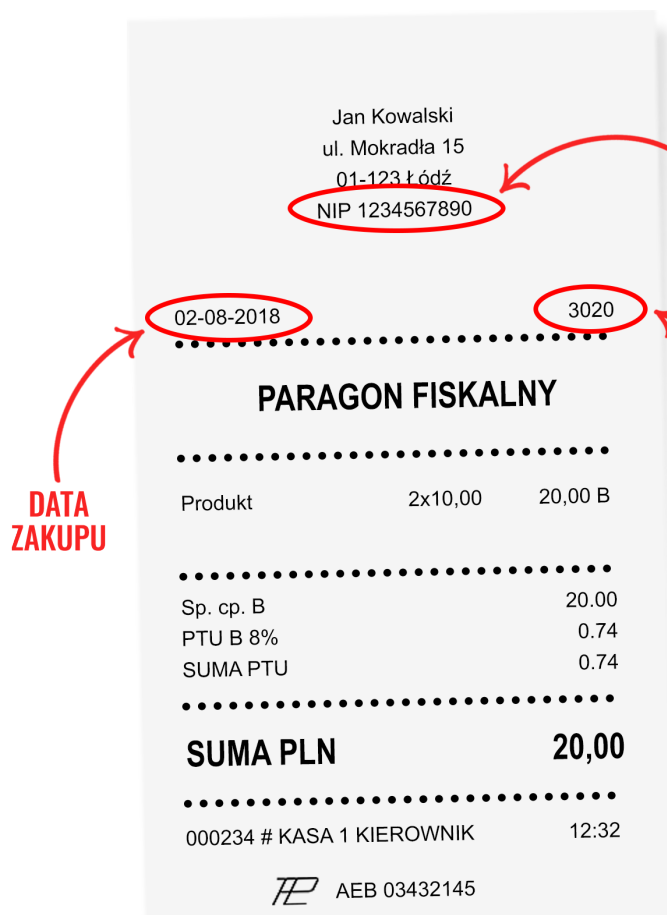 Jan Kowalski
ul. Mokradła 15
01-123 Łódź
NIP 1234567890
02-08-2018 3020
PARAGON FISKALNY
Produkt 2x10,00 20,00 B
DATA
ZAKUPU
Sp. cp. B 20.00
PTU B 8% 0.74
SUMA PTU 0.74
SUMA PLN 20,00
000234 # KASA 1 KIEROWNIK 12:32
AEB 03432145